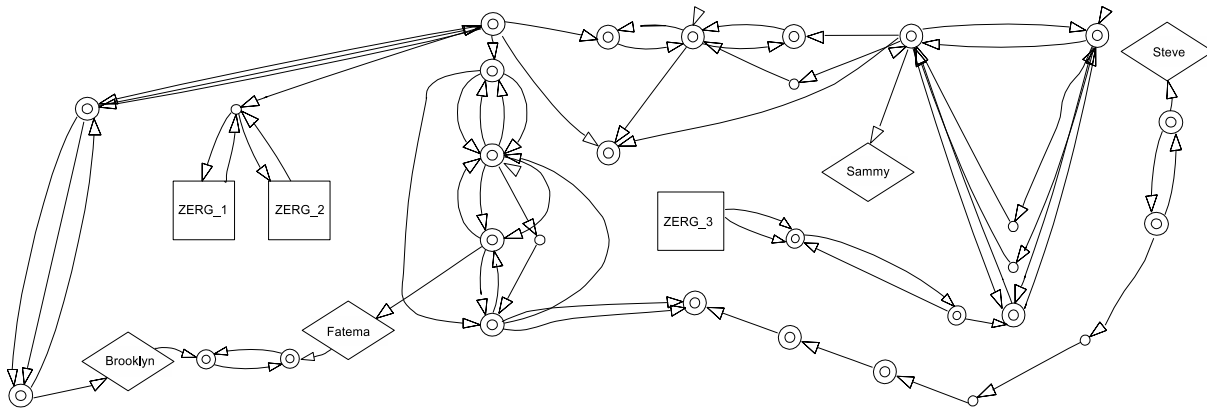 Steve
Sammy
ZERG_1
ZERG_2
ZERG_3
Fatema
Brooklyn